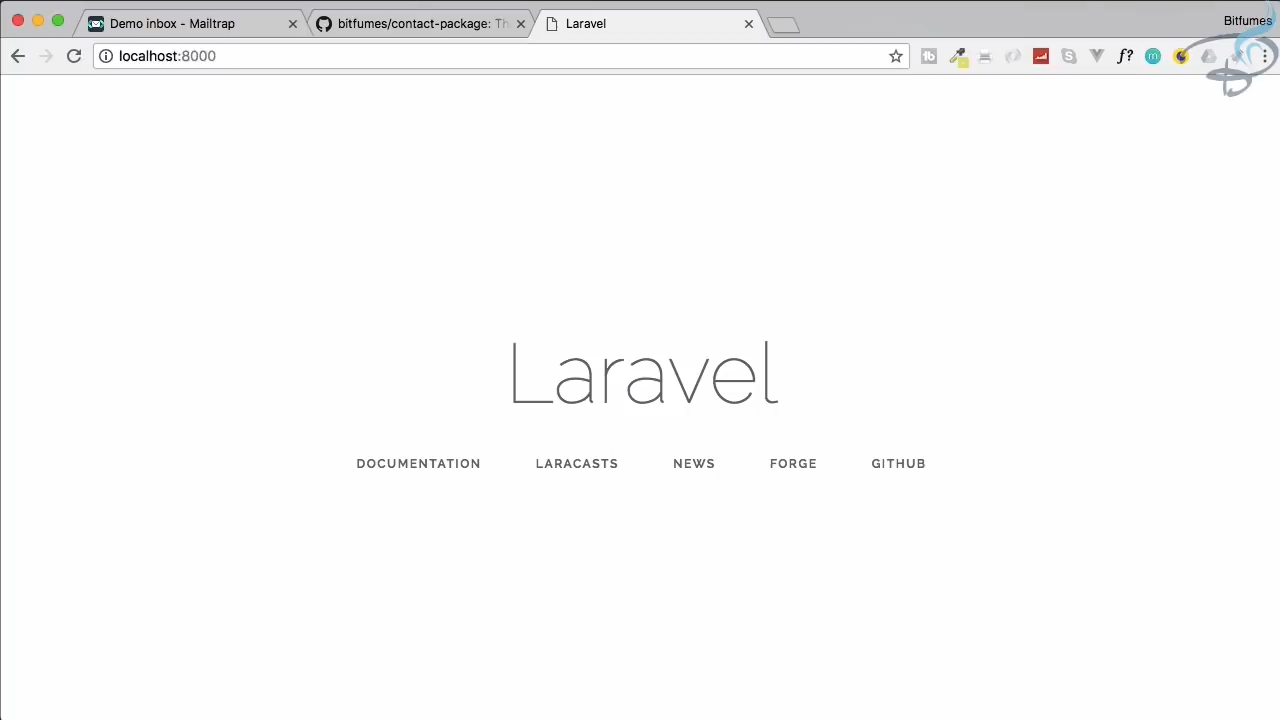 Demo inbox - Mailtrap
bitfumes/contact-package: Th
Laravel
Bitfumes
localhost:8000
f?
Laravel
DOCUMENTATION LARACASTS NEWS FORGE GITHUB